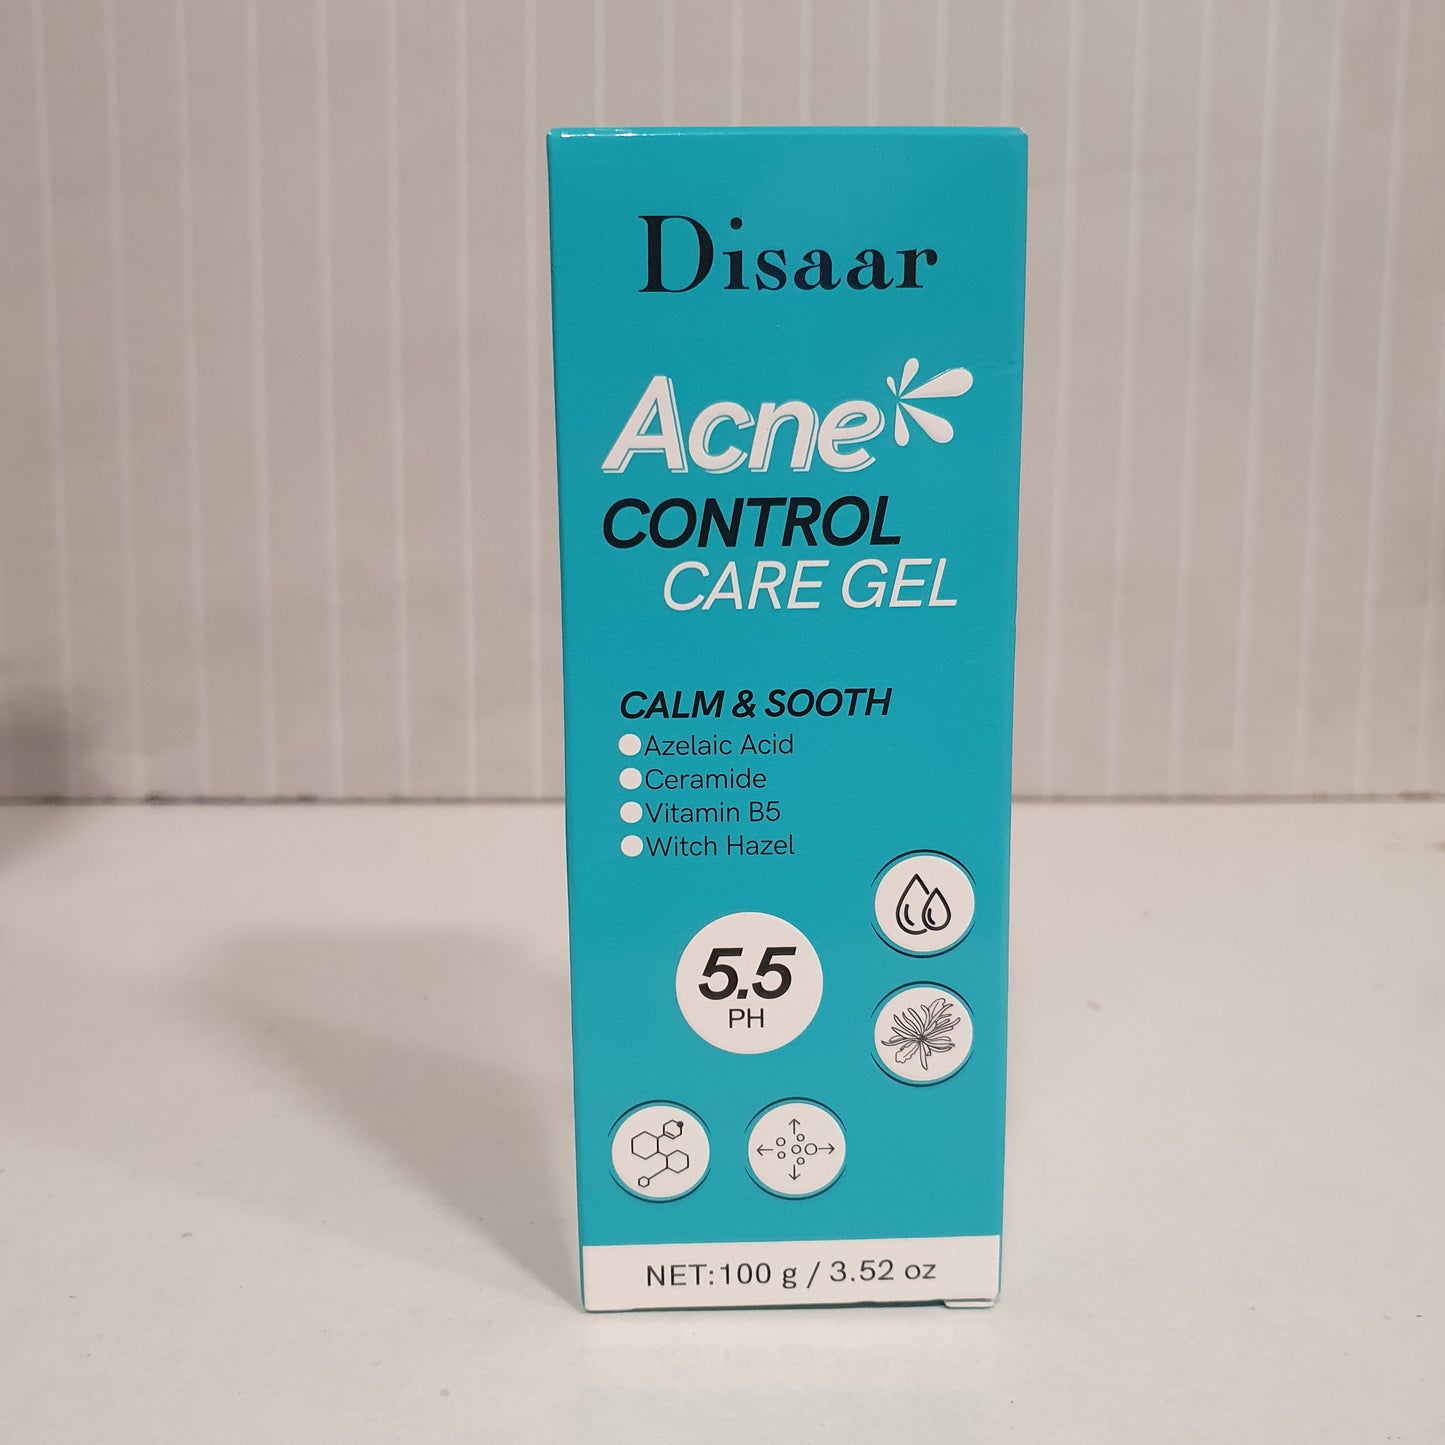 Disaar
Acne
CONTROL
CARE GEL
CALM & SOOTH
Azelaic Acid
Ceramide
Vitamin B5
Witch Hazel
5.5
PH
NET:100 g / 3.52 oz